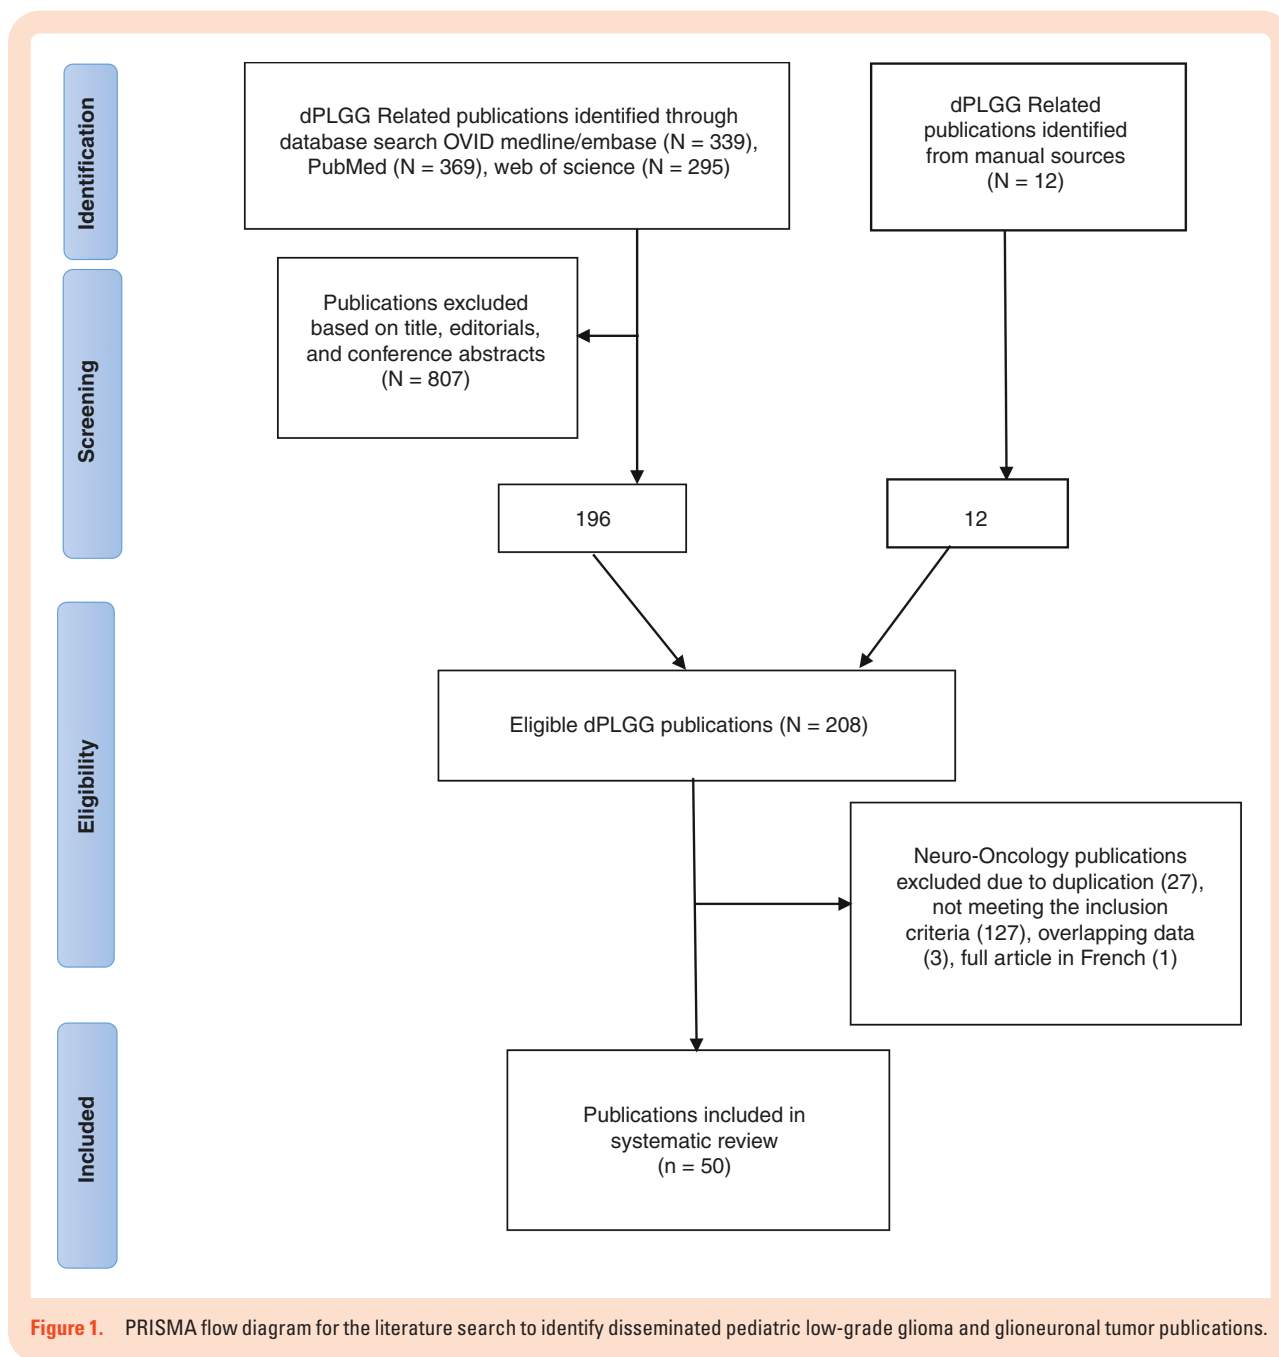 Identification
dPLGG Related publications identified through
database search OVID medline/embase (N = 339),
PubMed (N = 369), web of science (N = 295)
dPLGG Related
publications identified
from manual sources
(N = 12)
Screening
Publications excluded
based on title, editorials,
and conference abstracts
(N = 807)
196
12
Eligibility
Eligible dPLGG publications (N = 208)
Neuro-Oncology publications
excluded due to duplication (27),
not meeting the inclusion
criteria (127), overlapping data
(3), full article in French (1)
Included
Publications included in
systematic review
(n = 50)
Figure 1. PRISMA flow diagram for the literature search to identify disseminated pediatric low-grade glioma and glioneuronal tumor publications.